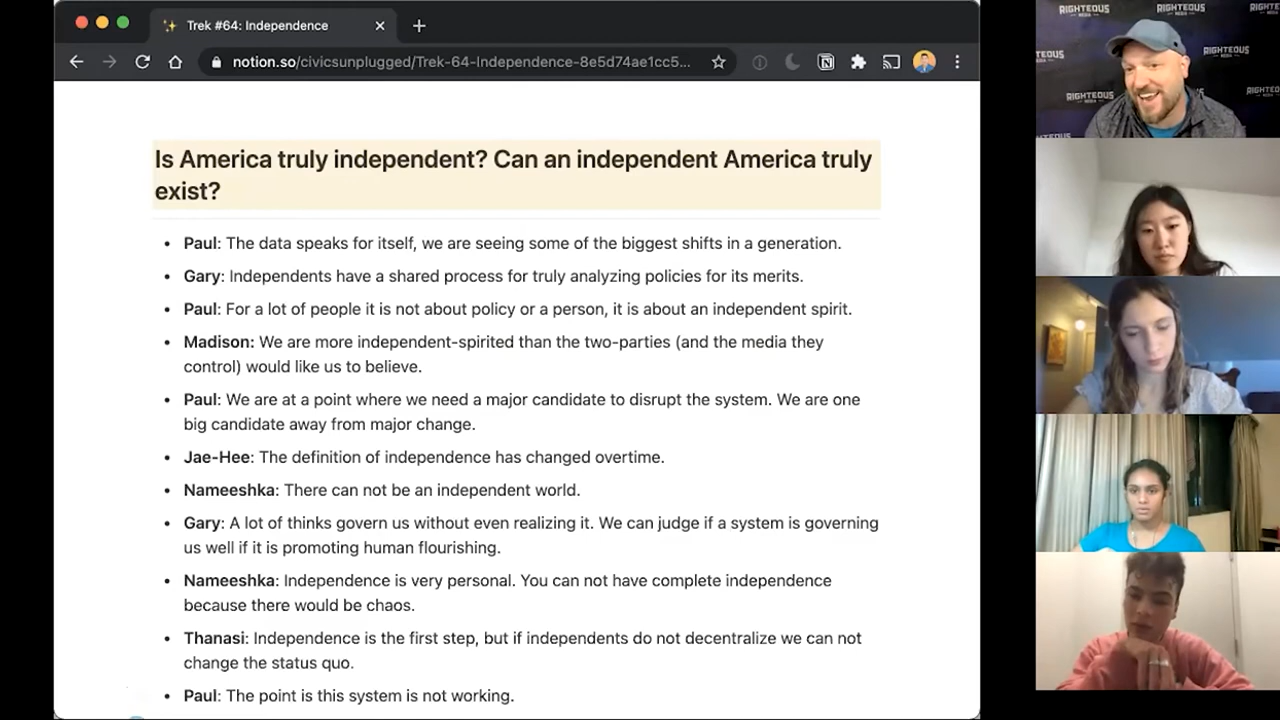 Trek #64: Independence
notion.so/civicsunplugged/Trek-64-Independence-8e5d74ae1cc5...
Is America truly independent? Can an independent America truly
exist?
• Paul: The data speaks for itself, we are seeing some of the biggest shifts in a generation.
• Gary: Independents have a shared process for truly analyzing policies for its merits.
• Paul: For a lot of people it is not about policy or a person, it is about an independent spirit.
• Madison: We are more independent-spirited than the two-parties (and the media they
control) would like us to believe.
• Paul: We are at a point where we need a major candidate to disrupt the system. We are one
big candidate away from major change.
• Jae-Hee: The definition of independence has changed overtime.
• Nameeshka: There can not be an independent world.
• Gary: A lot of thinks govern us without even realizing it. We can judge if a system is governing
us well if it is promoting human flourishing.
• Nameeshka: Independence is very personal. You can not have complete independence
because there would be chaos.
• Thanasi: Independence is the first step, but if independents do not decentralize we can not
change the status quo.
• Paul: The point is this system is not working.
RIGHTEOUS
MEDIA
RIGHTEOUS
RIGHTEOUS
MEDIA